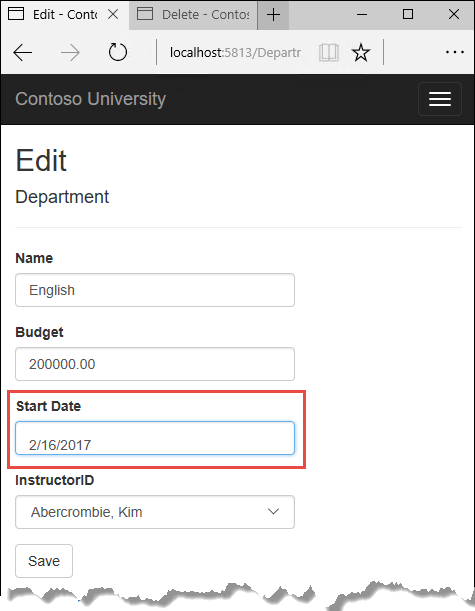 Edit - Conto
Delete - Contos
localhost:5813/Departr
Contoso University
Edit
Department
Name
English
Budget
200000.00
Start Date
2/16/2017
InstructorID
Abercrombie, Kim
Save